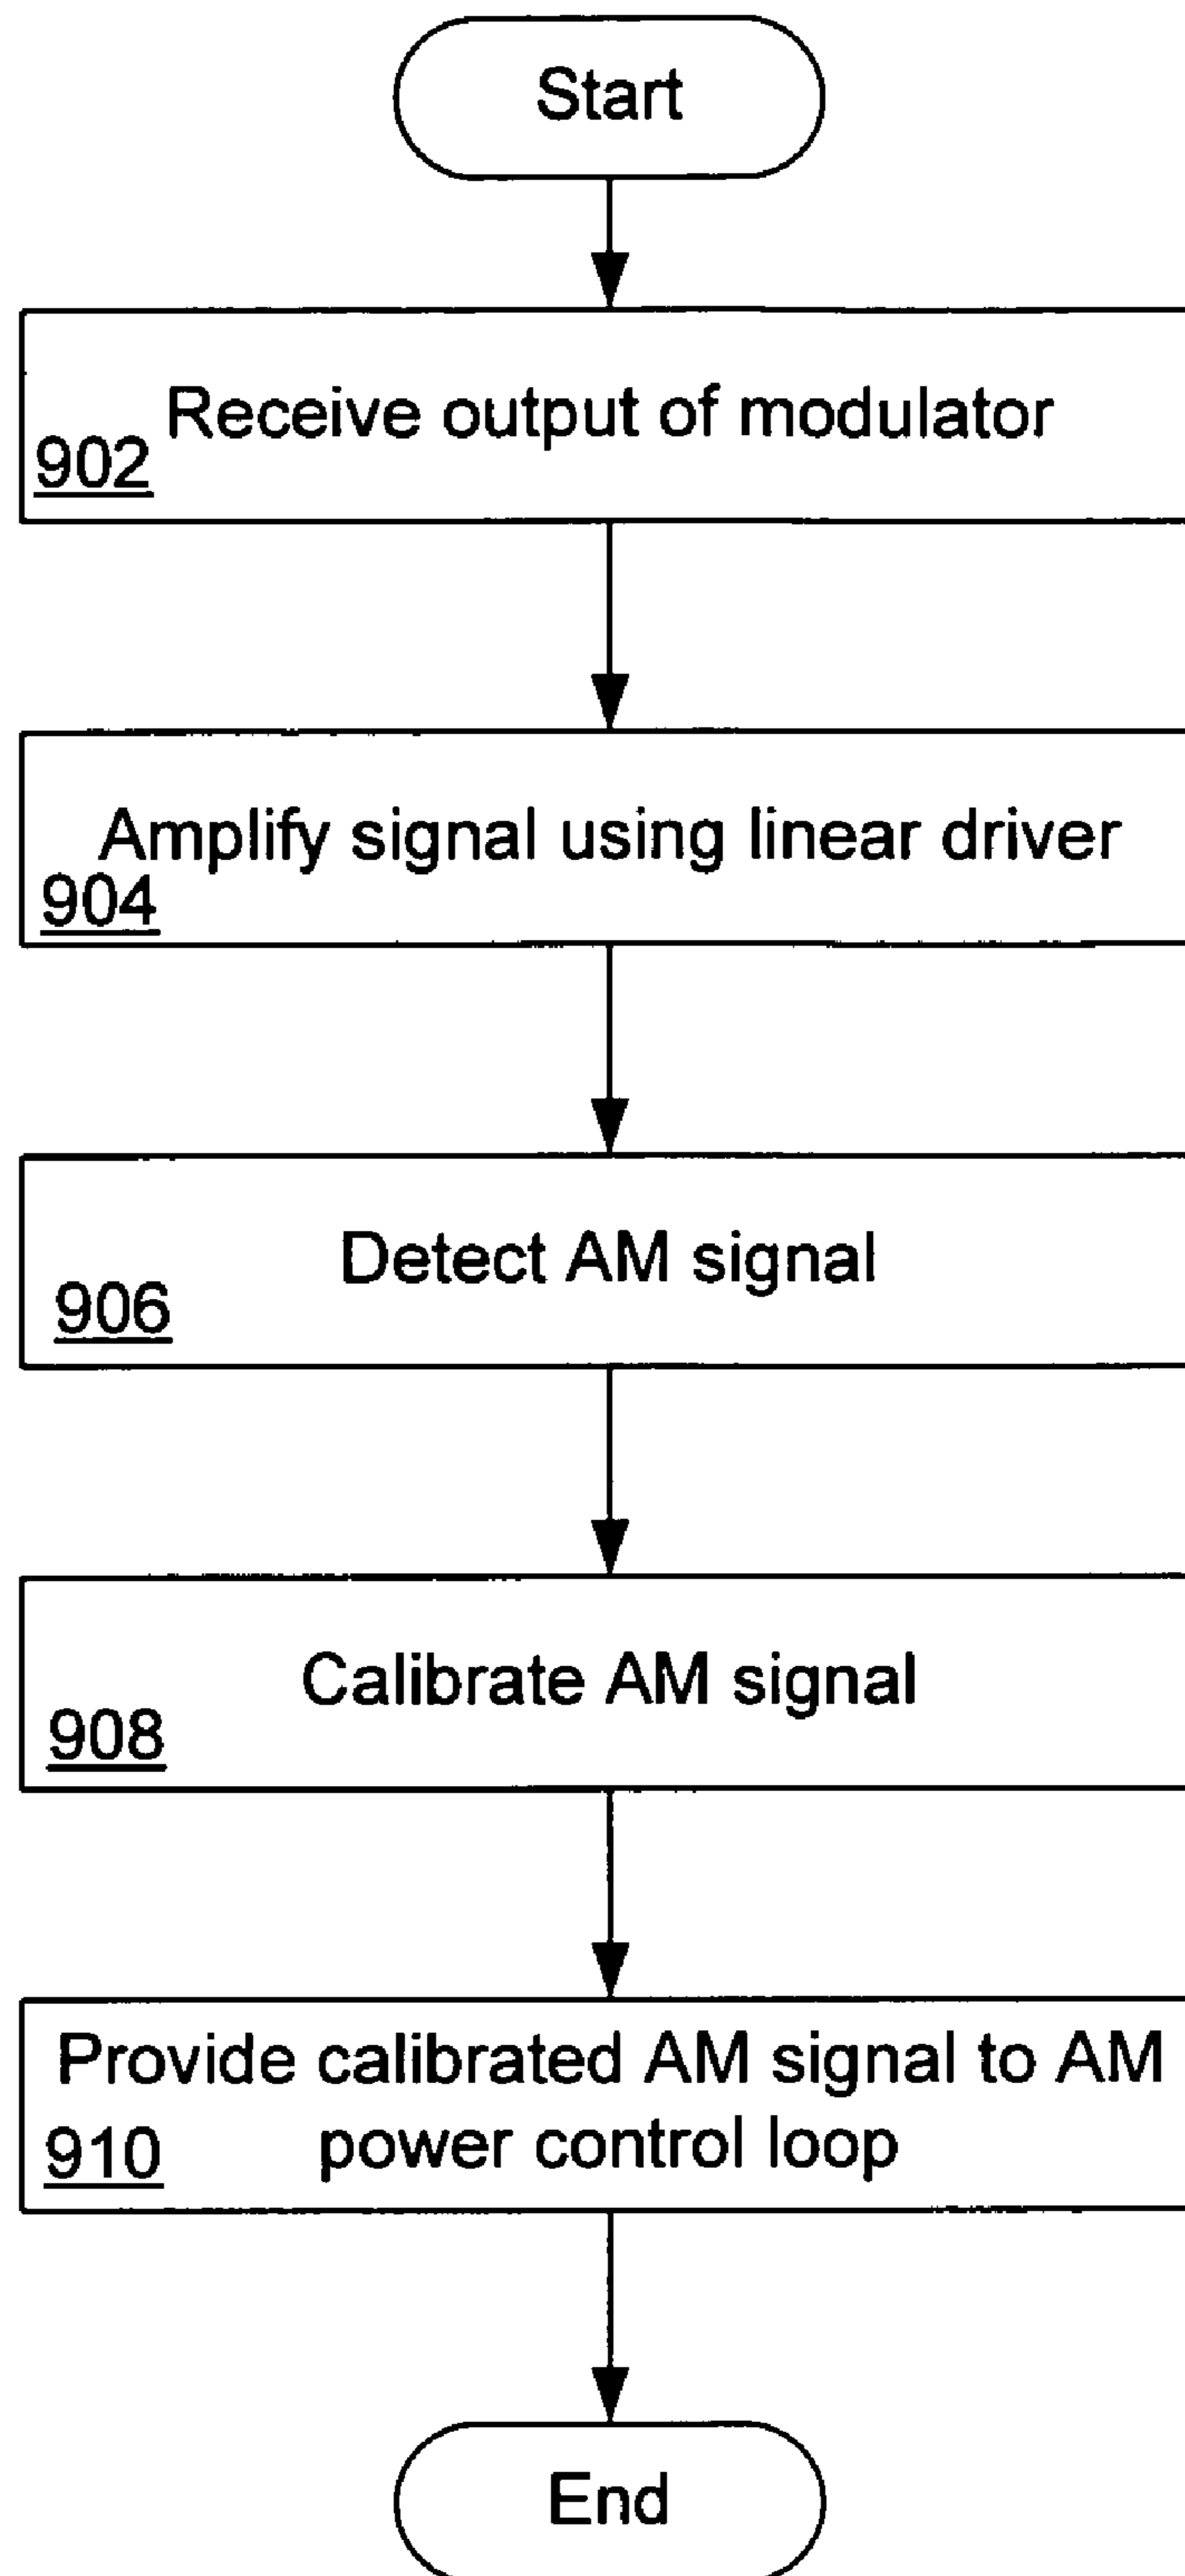 Start
Receive output of modulator
902
Amplify signal using linear driver
904
Detect AM signal
906
Calibrate AM signal
908
Provide calibrated AM signal to AM
power control loop
910
End